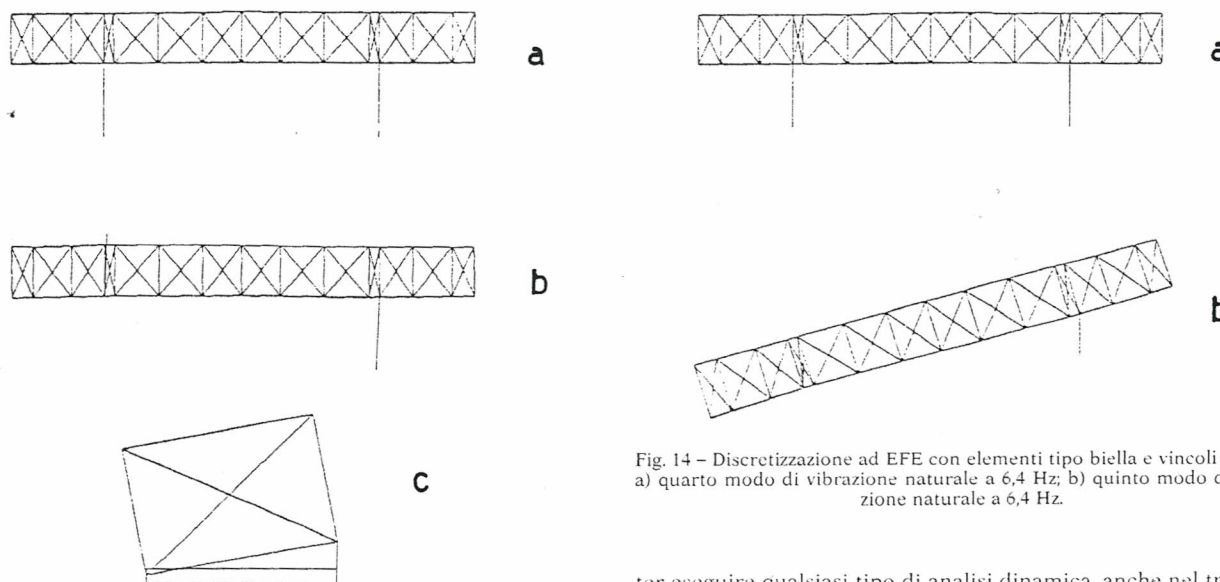 a
b
c
a
b
Fig. 14 – Discretizzazione ad EFE con elementi tipo biella e vincoli
a) quarto modo di vibrazione naturale a 6,4 Hz; b) quinto modo
zione naturale a 6,4 Hz.
ter eseguire qualsiasi tipo di analisi dinamica, anche nel